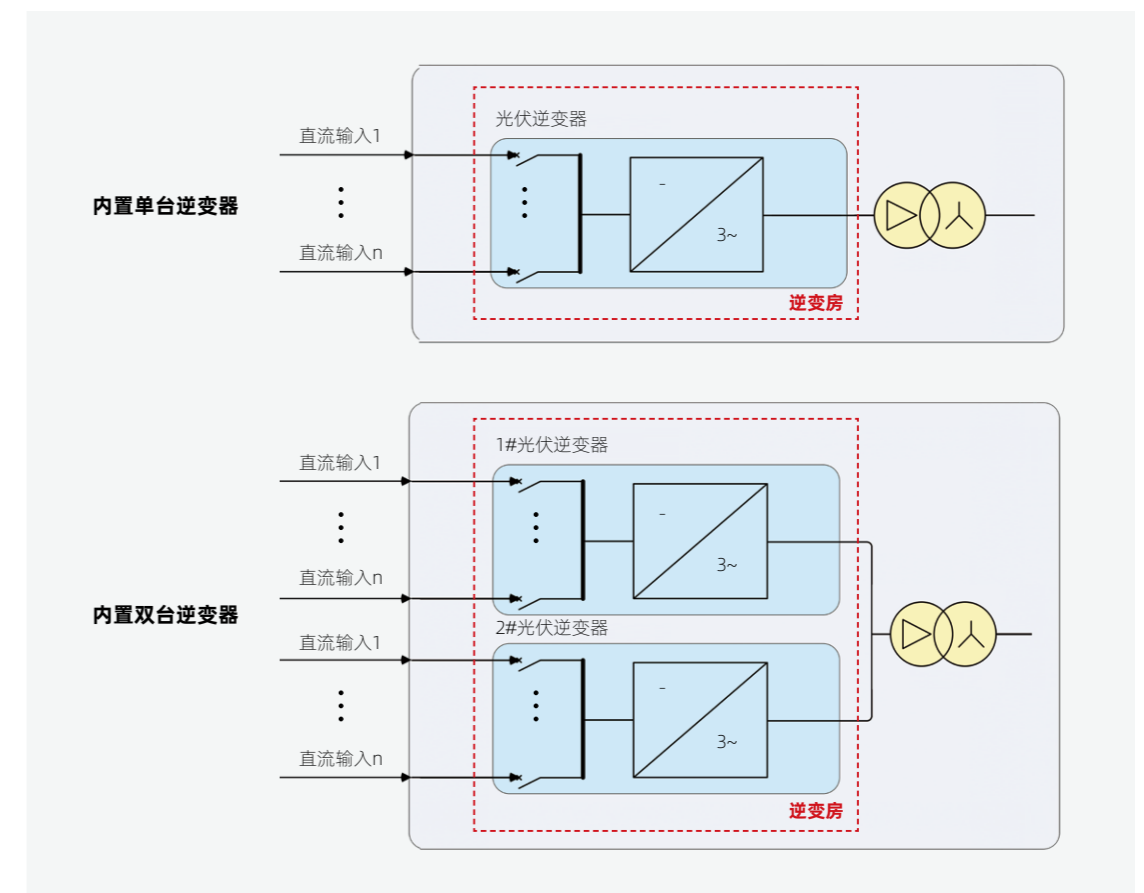 光伏逆变器
直流输入1
-
内置单台逆变器
3~
直流输入n
逆变房
1#光伏逆变器
直流输入1
-
3~
直流输入n
内置双台逆变器
2#光伏逆变器
直流输入1
-
3~
直流输入n
逆变房